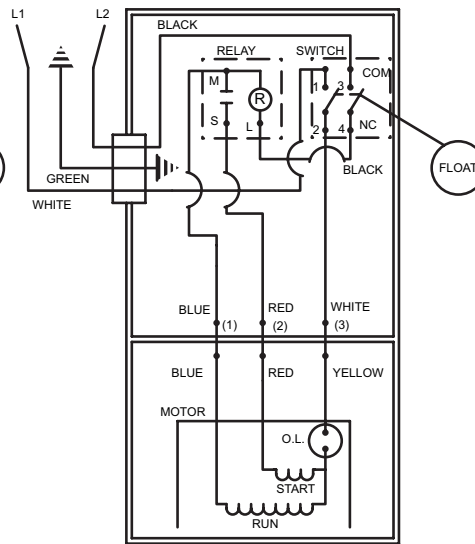 L1
L2
BLACK
RELAY
SWITCH
M
COM
1
3
R
S
L
2
4
NC
BLACK
FLOAT
GREEN
WHITE
BLUE
RED
WHITE
(1)
(2)
(3)
BLUE
RED
YELLOW
MOTOR
O.L.
START
RUN